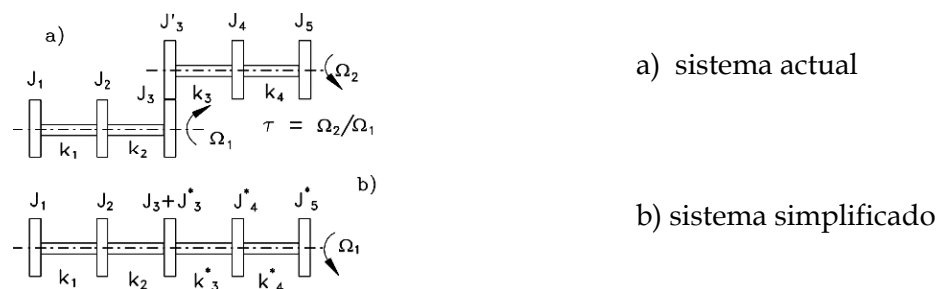 a)
J'₃ J₄ J₅
Ω₂
J₁ J₂ J₃ k₃ k₄
Ω₁ τ = Ω₂/Ω₁
k₁ k₂
b)
J₁ J₂ J₃+J*₃ J*₄ J*₅
Ω₁
k₁ k₂ k*₃ k*₄
a) sistema actual
b) sistema simplificado